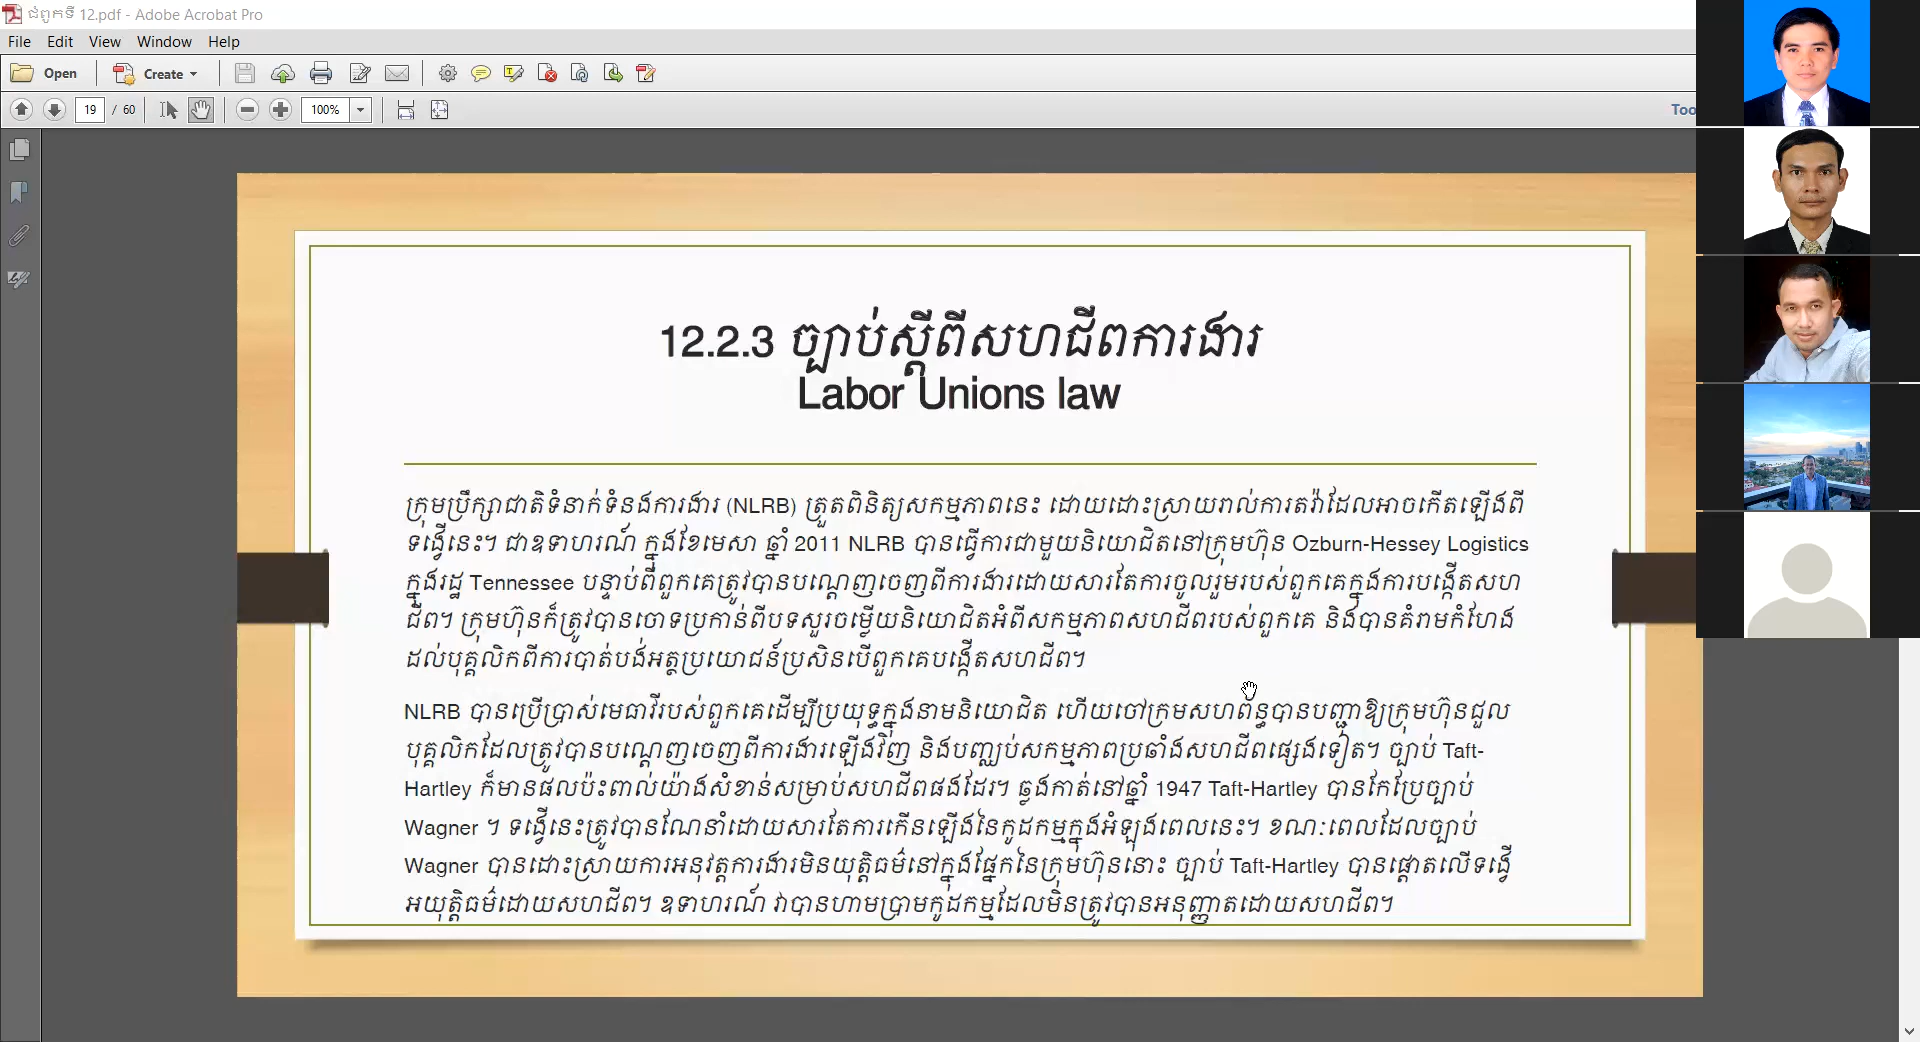 ជំពូកទី 12.pdf - Adobe Acrobat Pro
File Edit View Window Help
Open Create
19 / 60 100% Too
12.2.3 ច្បាប់ស្តីពីសហជីពការងារ
Labor Unions law
ក្រុមប្រឹក្សាជាតិទំនាក់ទំនងការងារ (NLRB) ត្រួតពិនិត្យសកម្មភាពនេះ ដោយដោះស្រាយរាល់ការតវ៉ាដែលអាចកើតឡើងពី
ទង្វើនេះ។ ជាឧទាហរណ៍ ក្នុងខែមេសា ឆ្នាំ 2011 NLRB បានធ្វើការជាមួយនិយោជិតនៅក្រុមហ៊ុន Ozburn-Hessey Logistics
ក្នុងរដ្ឋ Tennessee បន្ទាប់ពីពួកគេត្រូវបានបណ្តេញចេញពីការងារដោយសារតែការចូលរួមរបស់ពួកគេក្នុងការបង្កើតសហ
ជីព។ ក្រុមហ៊ុនក៏ត្រូវបានចោទប្រកាន់ពីបទសួរចម្លើយនិយោជិតអំពីសកម្មភាពសហជីពរបស់ពួកគេ និងបានគំរាមកំហែង
ដល់បុគ្គលិកពីការបាត់បង់អត្ថប្រយោជន៍ប្រសិនបើពួកគេបង្កើតសហជីព។
NLRB បានប្រើប្រាស់មេធាវីរបស់ពួកគេដើម្បីប្រយុទ្ធក្នុងនាមនិយោជិត ហើយចៅក្រមសហព័ន្ធបានបញ្ជាឱ្យក្រុមហ៊ុនជួល
បុគ្គលិកដែលត្រូវបានបណ្តេញចេញពីការងារឡើងវិញ និងបញ្ឈប់សកម្មភាពប្រឆាំងសហជីពផ្សេងទៀត។ ច្បាប់ Taft-
Hartley ក៏មានផលប៉ះពាល់យ៉ាងសំខាន់សម្រាប់សហជីពផងដែរ។ ឆ្លងកាត់នៅឆ្នាំ 1947 Taft-Hartley បានកែប្រែច្បាប់
Wagner ។ ទង្វើនេះត្រូវបានណែនាំដោយសារតែការកើនឡើងនៃកូដកម្មក្នុងអំឡុងពេលនេះ។ ខណៈពេលដែលច្បាប់
Wagner បានដោះស្រាយការអនុវត្តការងារមិនយុត្តិធម៌នៅក្នុងផ្នែកនៃក្រុមហ៊ុននោះ ច្បាប់ Taft-Hartley បានផ្តោតលើទង្វើ
អយុត្តិធម៌ដោយសហជីព។ ឧទាហរណ៍ វាបានហាមប្រាមកូដកម្មដែលមិនត្រូវបានអនុញ្ញាតដោយសហជីព។